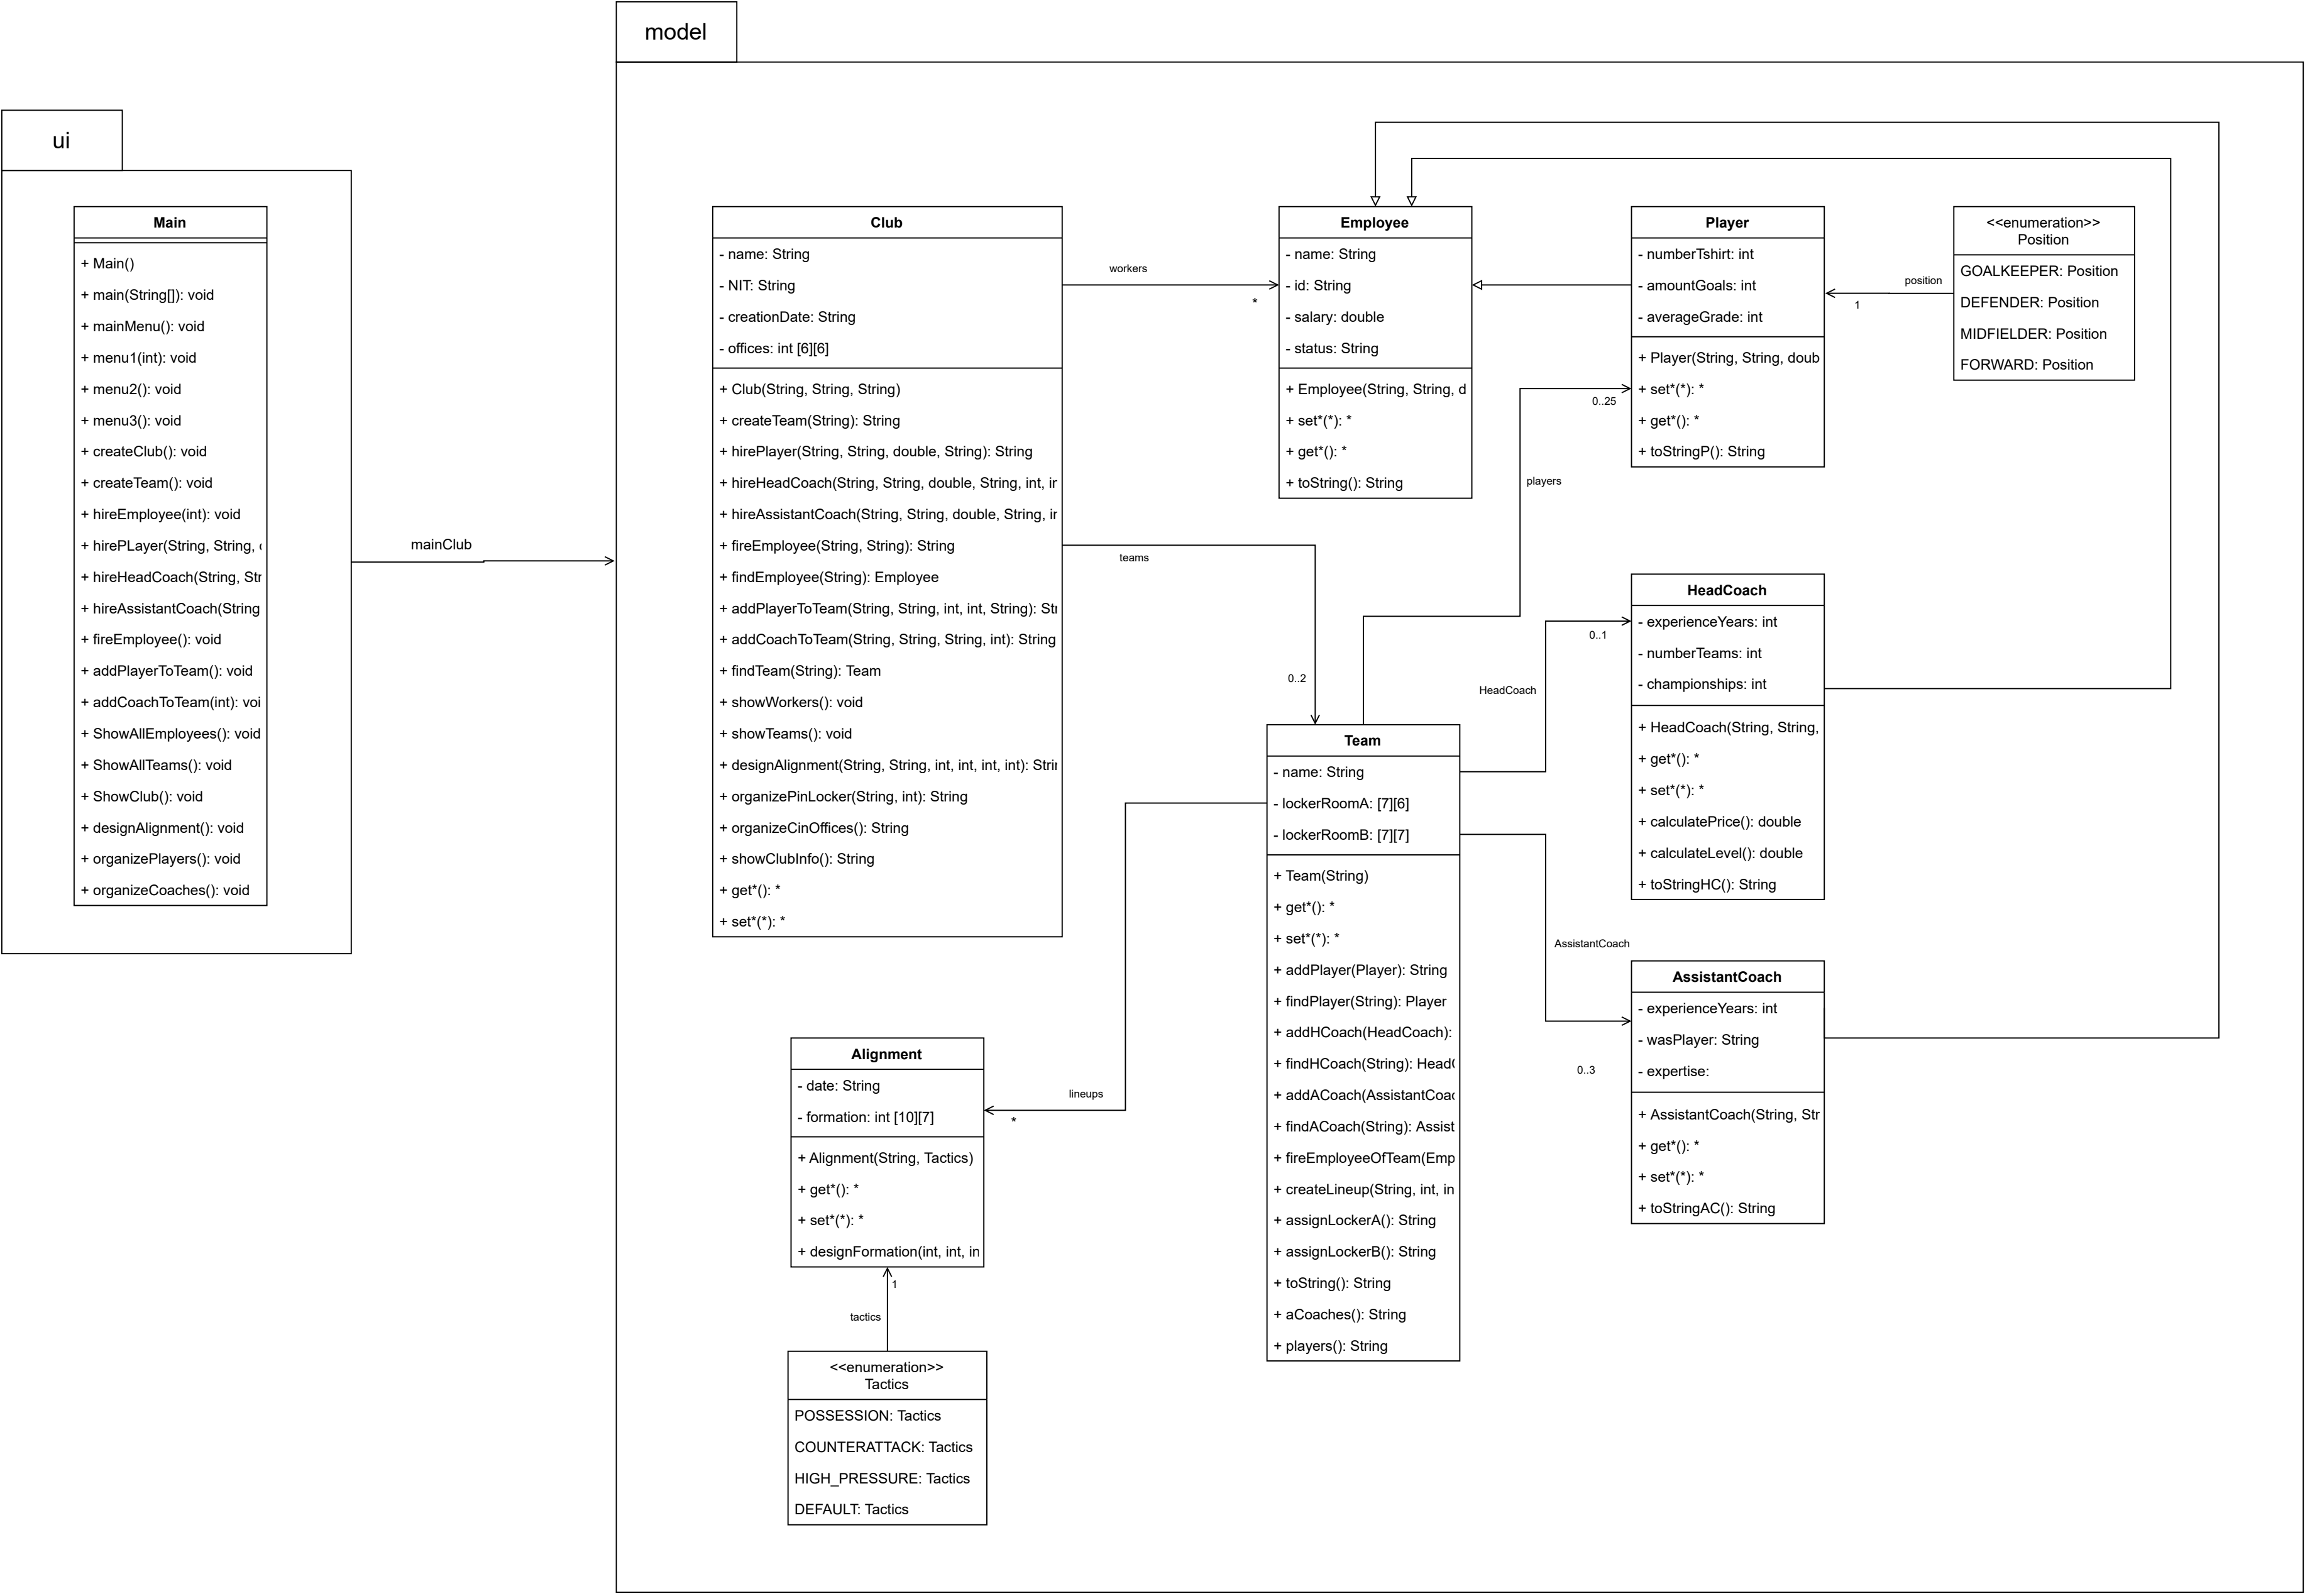 model
ui
Main
+ Main()
+ main(String[]): void
+ mainMenu(): void
+ menu1(int): void
+ menu2(): void
+ menu3(): void
+ createClub(): void
+ createTeam(): void
+ hireEmployee(int): void
+ hirePLayer(String, String,
+ hireHeadCoach(String, Str
+ hireAssistantCoach(String
+ fireEmployee(): void
+ addPlayerToTeam(): void
+ addCoachToTeam(int): voi
+ ShowAllEmployees(): void
+ ShowAllTeams(): void
+ ShowClub(): void
+ designAlignment(): void
+ organizePlayers(): void
+ organizeCoaches(): void
mainClub
Club
- name: String
- NIT: String
- creationDate: String
- offices: int [6][6]
+ Club(String, String, String)
+ createTeam(String): String
+ hirePlayer(String, String, double, String): String
+ hireHeadCoach(String, String, double, String, int, ir
+ hireAssistantCoach(String, String, double, String, ir
+ fireEmployee(String, String): String
+ findEmployee(String): Employee
+ addPlayerToTeam(String, String, int, int, String): Str
+ addCoachToTeam(String, String, String, int): String
+ findTeam(String): Team
+ showWorkers(): void
+ showTeams(): void
+ designAlignment(String, String, int, int, int, int): Strir
+ organizePinLocker(String, int): String
+ organizeCinOffices(): String
+ showClubInfo(): String
+ get*(): *
+ set*(*): *
workers
*
teams
0..2
Employee
- name: String
- id: String
- salary: double
- status: String
+ Employee(String, String, d
+ set*(*): *
+ get*(): *
+ toString(): String
Player
- numberTshirt: int
- amountGoals: int
- averageGrade: int
+ Player(String, String, doub
+ set*(*): *
+ get*(): *
+ toStringP(): String
position
1
<<enumeration>>
Position
GOALKEEPER: Position
DEFENDER: Position
MIDFIELDER: Position
FORWARD: Position
0..25
players
HeadCoach
0..1
HeadCoach
- experienceYears: int
- numberTeams: int
- championships: int
+ HeadCoach(String, String,
+ get*(): *
+ set*(*): *
+ calculatePrice(): double
+ calculateLevel(): double
+ toStringHC(): String
Team
- name: String
- lockerRoomA: [7][6]
- lockerRoomB: [7][7]
+ Team(String)
+ get*(): *
+ set*(*): *
+ addPlayer(Player): String
+ findPlayer(String): Player
+ addHCoach(HeadCoach):
+ findHCoach(String): Head(
+ addACoach(AssistantCoac
+ findACoach(String): Assist
+ fireEmployeeOfTeam(Emp
+ createLineup(String, int, in
+ assignLockerA(): String
+ assignLockerB(): String
+ toString(): String
+ aCoaches(): String
+ players(): String
AssistantCoach
0..3
AssistantCoach
- experienceYears: int
- wasPlayer: String
- expertise:
+ AssistantCoach(String, Str
+ get*(): *
+ set*(*): *
+ toStringAC(): String
lineups
*
Alignment
- date: String
- formation: int [10][7]
+ Alignment(String, Tactics)
+ get*(): *
+ set*(*): *
+ designFormation(int, int, in
1
tactics
<<enumeration>>
Tactics
POSSESSION: Tactics
COUNTERATTACK: Tactics
HIGH_PRESSURE: Tactics
DEFAULT: Tactics